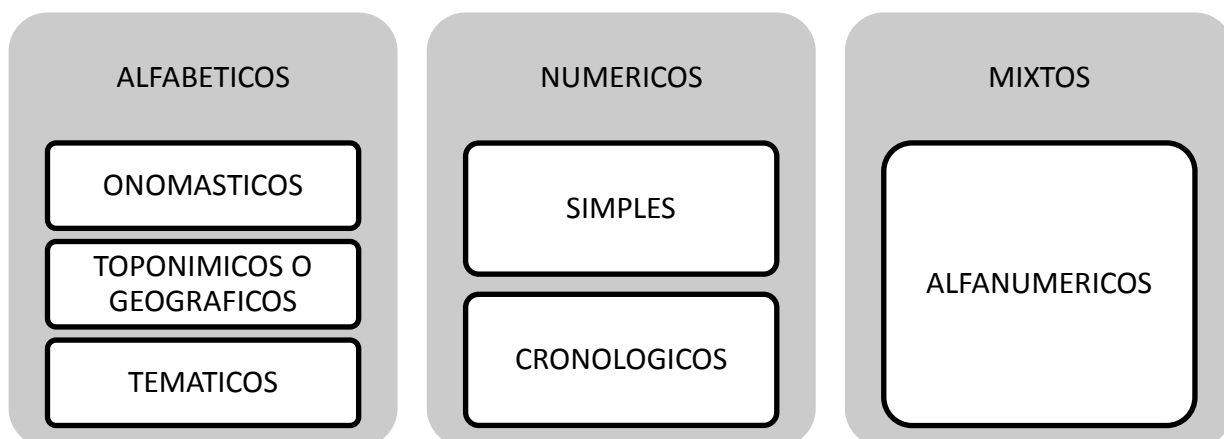 ALFABETICOS
ONOMASTICOS
TOPONIMICOS O
GEOGRAFICOS
TEMATICOS
NUMERICOS
SIMPLES
CRONOLOGICOS
MIXTOS
ALFANUMERICOS